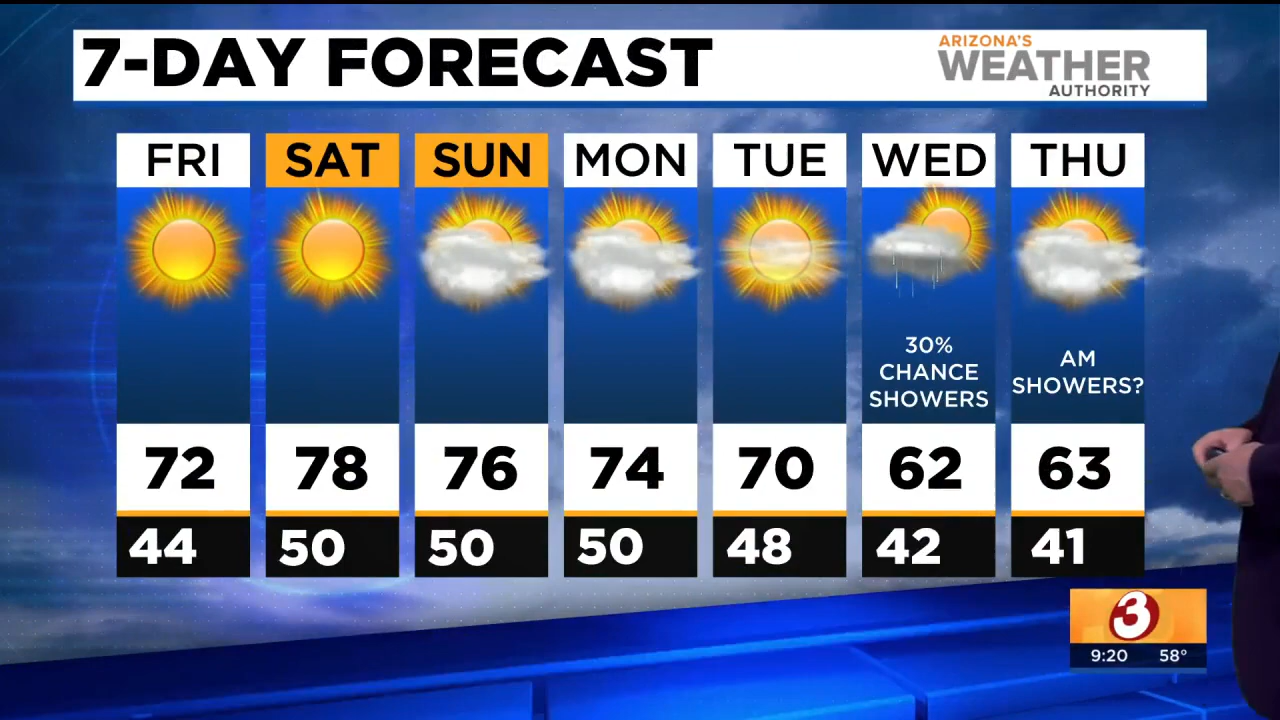 7-DAY FORECAST
ARIZONA'S
WEATHER
AUTHORITY
FRI SAT SUN MON TUE WED THU
30%
CHANCE
SHOWERS
AM
SHOWERS?
72 78 76 74 70 62 63
44 50 50 50 48 42 41
3
9:20 58°